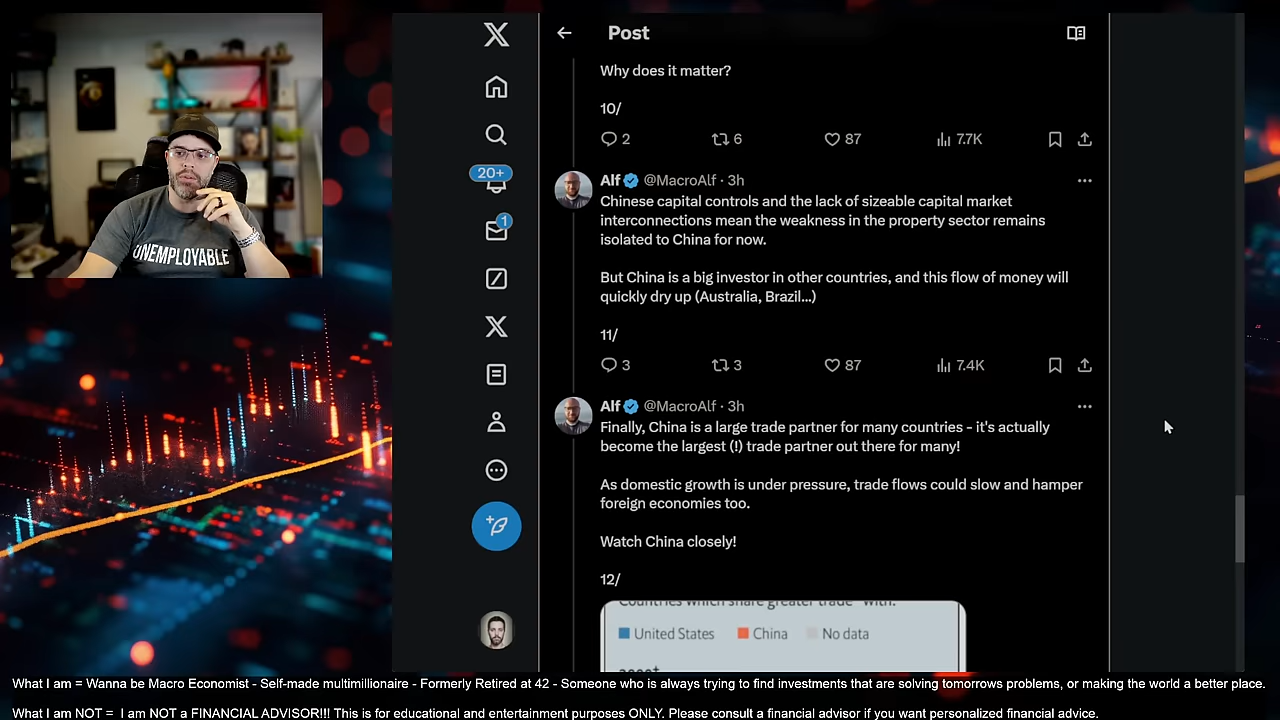 UNEMPLOYABLE
20+
1
Post
Why does it matter?
10/
2 6 87 7.7K
Alf @MacroAlf · 3h
Chinese capital controls and the lack of sizeable capital market
interconnections mean the weakness in the property sector remains
isolated to China for now.
But China is a big investor in other countries, and this flow of money will
quickly dry up (Australia, Brazil...)
11/
3 3 87 7.4K
Alf @MacroAlf · 3h
Finally, China is a large trade partner for many countries - it's actually
become the largest (!) trade partner out there for many!
As domestic growth is under pressure, trade flows could slow and hamper
foreign economies too.
Watch China closely!
12/
Countries which share greater trade with:
United States China No data
What I am = Wanna be Macro Economist - Self-made multimillionaire - Formerly Retired at 42 - Someone who is always trying to find investments that are solving tomorrows problems, or making the world a better place.
What I am NOT = I am NOT a FINANCIAL ADVISOR!!! This is for educational and entertainment purposes ONLY. Please consult a financial advisor if you want personalized financial advice.